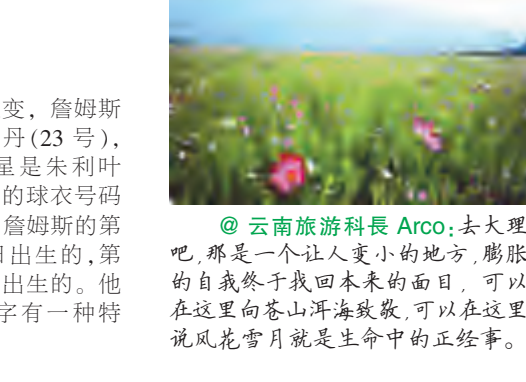 变，詹姆斯
丹(23 号)，
星是朱利叶
的球衣号码
詹姆斯的第
日出生的,第
出生的。他
字有一种特
@ 云南旅游科長 Arco:去大理
吧,那是一个让人变小的地方,膨胀
的自我终于找回本来的面目，可以
在这里向苍山洱海致敬,可以在这里
说风花雪月就是生命中的正经事。